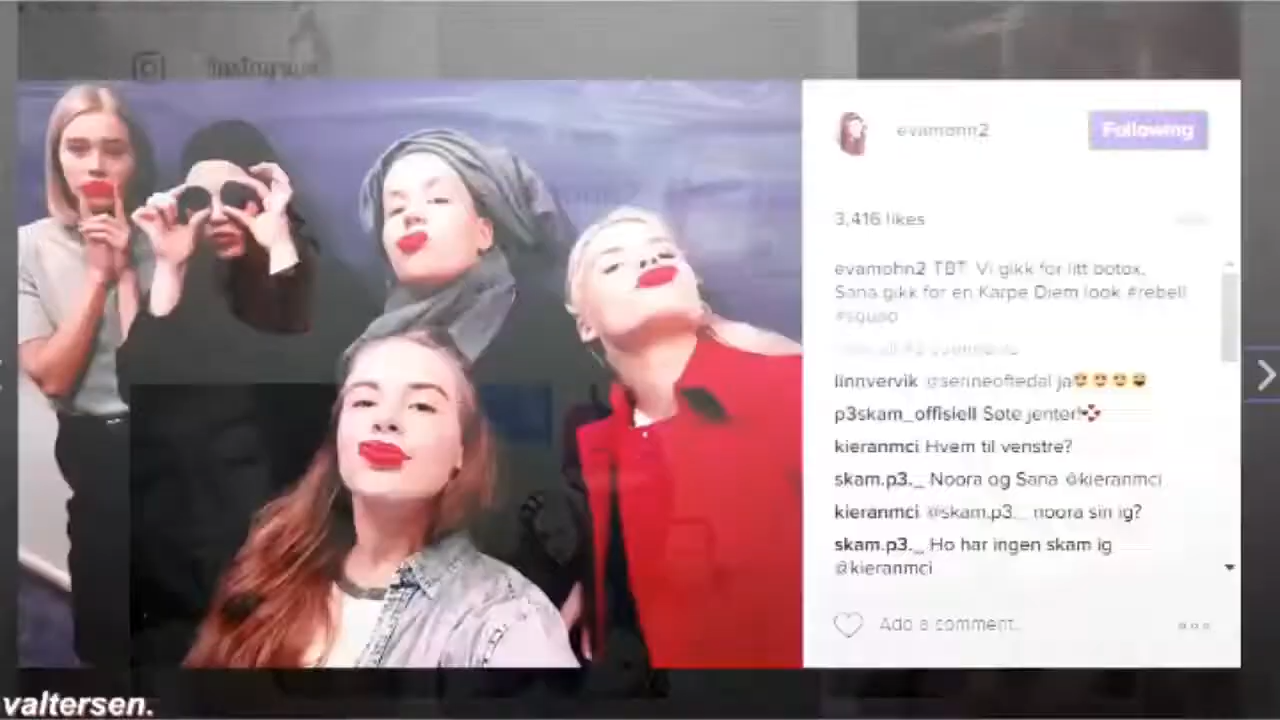 Instagram
evamohn2
Following
3,416 likes
evamohn2 TBT. Vi gikk for litt botox,
Sana gikk for en Karpe Diem look #rebell
#squad
linnvervik @serineoftedal ja😍😍😍😂
p3skam_offisiell Søte jenter!💞
kieranmci Hvem til venstre?
skam.p3._ Noora og Sana @kieranmci
kieranmci @skam.p3._ noora sin ig?
skam.p3._ Ho har ingen skam ig
@kieranmci
Add a comment...
valtersen.